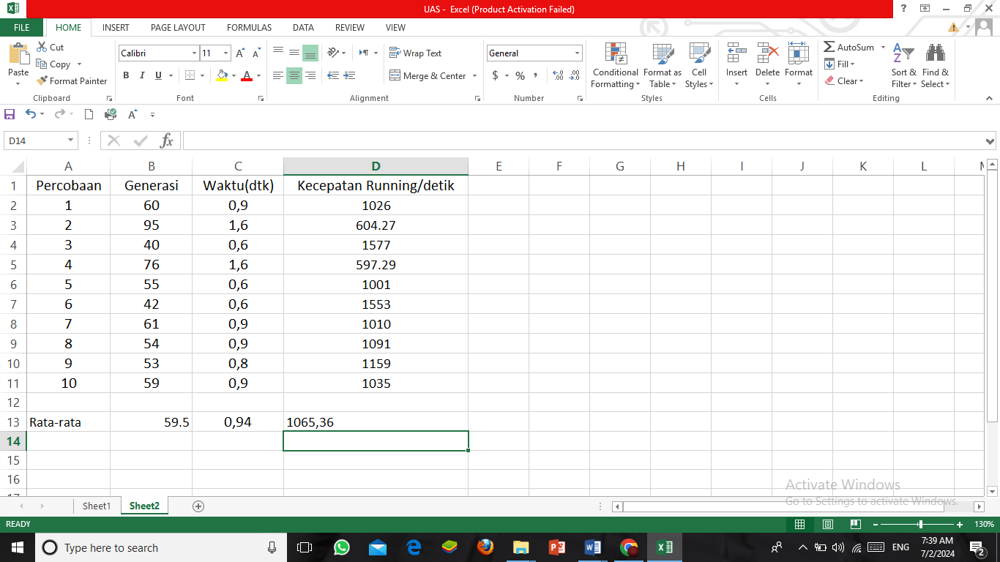 UAS - Excel (Product Activation Failed)
FILE HOME INSERT PAGE LAYOUT FORMULAS DATA REVIEW VIEW
Paste
Cut
Copy
Format Painter
Clipboard
Calibri 11
B I U
Font
Wrap Text
Merge & Center
Alignment
General
$ % ,
Number
Conditional Formatting
Format as Table
Cell Styles
Styles
Insert Delete Format
Cells
AutoSum
Fill
Clear
Sort & Filter
Find & Select
Editing
D14
fx
A B C D E F G H I J K L
1 Percobaan Generasi Waktu(dtk) Kecepatan Running/detik
2 1 60 0,9 1026
3 2 95 1,6 604.27
4 3 40 0,6 1577
5 4 76 1,6 597.29
6 5 55 0,6 1001
7 6 42 0,6 1553
8 7 61 0,9 1010
9 8 54 0,9 1091
10 9 53 0,8 1159
11 10 59 0,9 1035
12
13 Rata-rata 59.5 0,94 1065,36
14
15
16
Activate Windows
Go to Settings to activate Windows.
Sheet1 Sheet2
READY
130%
Type here to search
ENG
7:39 AM
7/2/2024
2